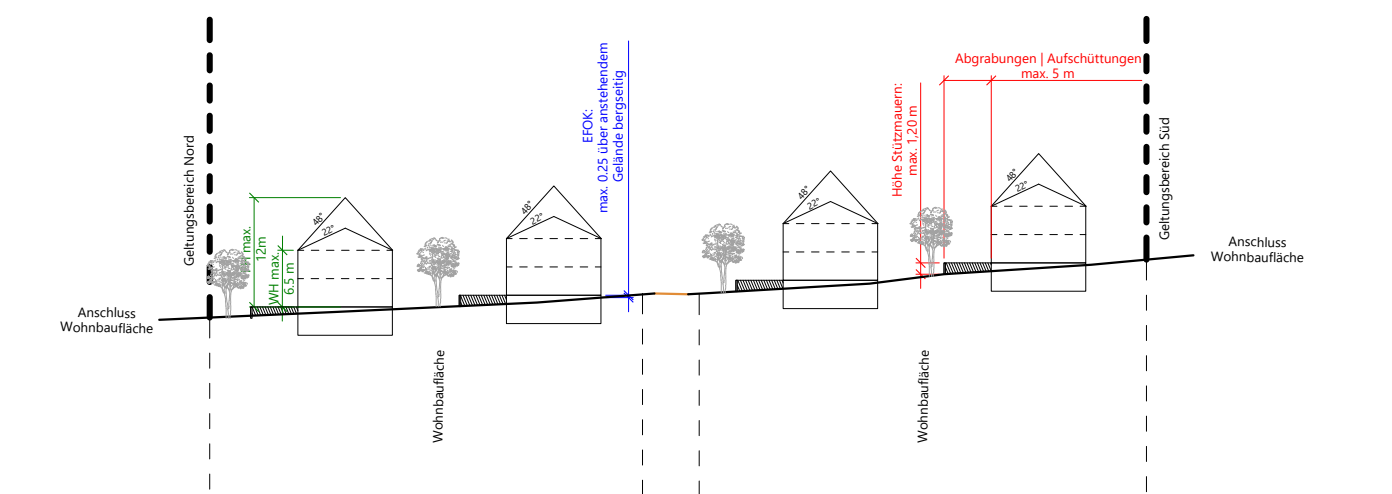 Geltungsbereich Nord
Anschluss
Wohnbaufläche
max.
12m
WH max.
6.5 m
48°
22°
Wohnbaufläche
48°
22°
EFOK:
max. 0,25 über anstehendem
Gelände bergseitig
48°
22°
Höhe Stützmauern:
max. 1,20 m
Abgrabungen | Aufschüttungen
max. 5 m
48°
22°
Wohnbaufläche
Geltungsbereich Süd
Anschluss
Wohnbaufläche